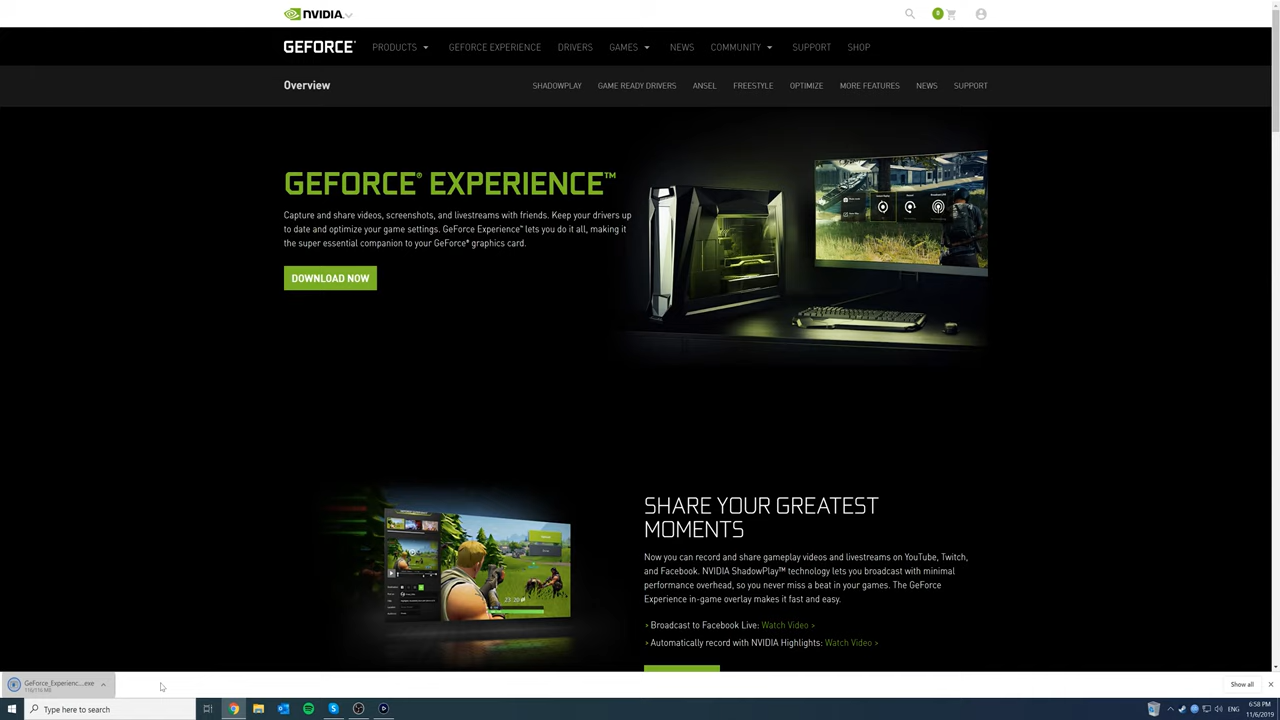 NVIDIA.
0
GEFORCE®
PRODUCTS
GEFORCE EXPERIENCE
DRIVERS
GAMES
NEWS
COMMUNITY
SUPPORT
SHOP
Overview
SHADOWPLAY
GAME READY DRIVERS
ANSEL
FREESTYLE
OPTIMIZE
MORE FEATURES
NEWS
SUPPORT
GEFORCE® EXPERIENCE™
Capture and share videos, screenshots, and livestreams with friends. Keep your drivers up
to date and optimize your game settings. GeForce Experience™ lets you do it all, making it
the super essential companion to your GeForce® graphics card.
DOWNLOAD NOW
SHARE YOUR GREATEST
MOMENTS
Now you can record and share gameplay videos and livestreams on YouTube, Twitch,
and Facebook. NVIDIA ShadowPlay™ technology lets you broadcast with minimal
performance overhead, so you never miss a beat in your games. The GeForce
Experience in-game overlay makes it fast and easy.
› Broadcast to Facebook Live: Watch Video >
› Automatically record with NVIDIA Highlights: Watch Video >
GeForce_Experienc....exe
Show all
Type here to search
ENG
6:58 PM
11/6/2019